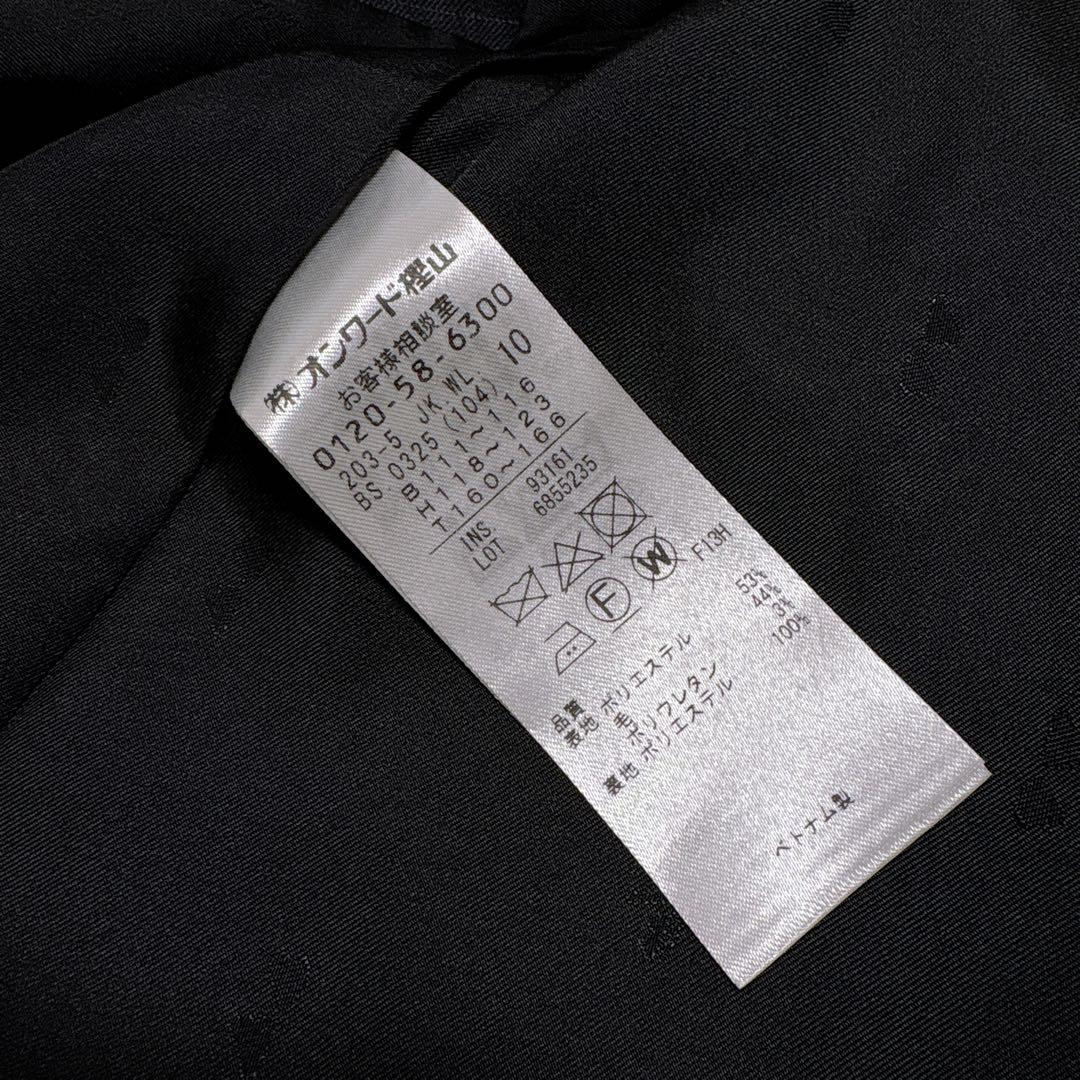 ㈱オンワード樫山
お客様相談室
0120-58-6300
203-5 JK.WL 10
BS 0325 (104)
B111~116
H118~123
T160~166
INS 93161
LOT 6855235
F W F13H
品質
表地 ポリエステル 53%
毛 44%
ポリウレタン 3%
裏地 ポリエステル 100%
ベトナム製